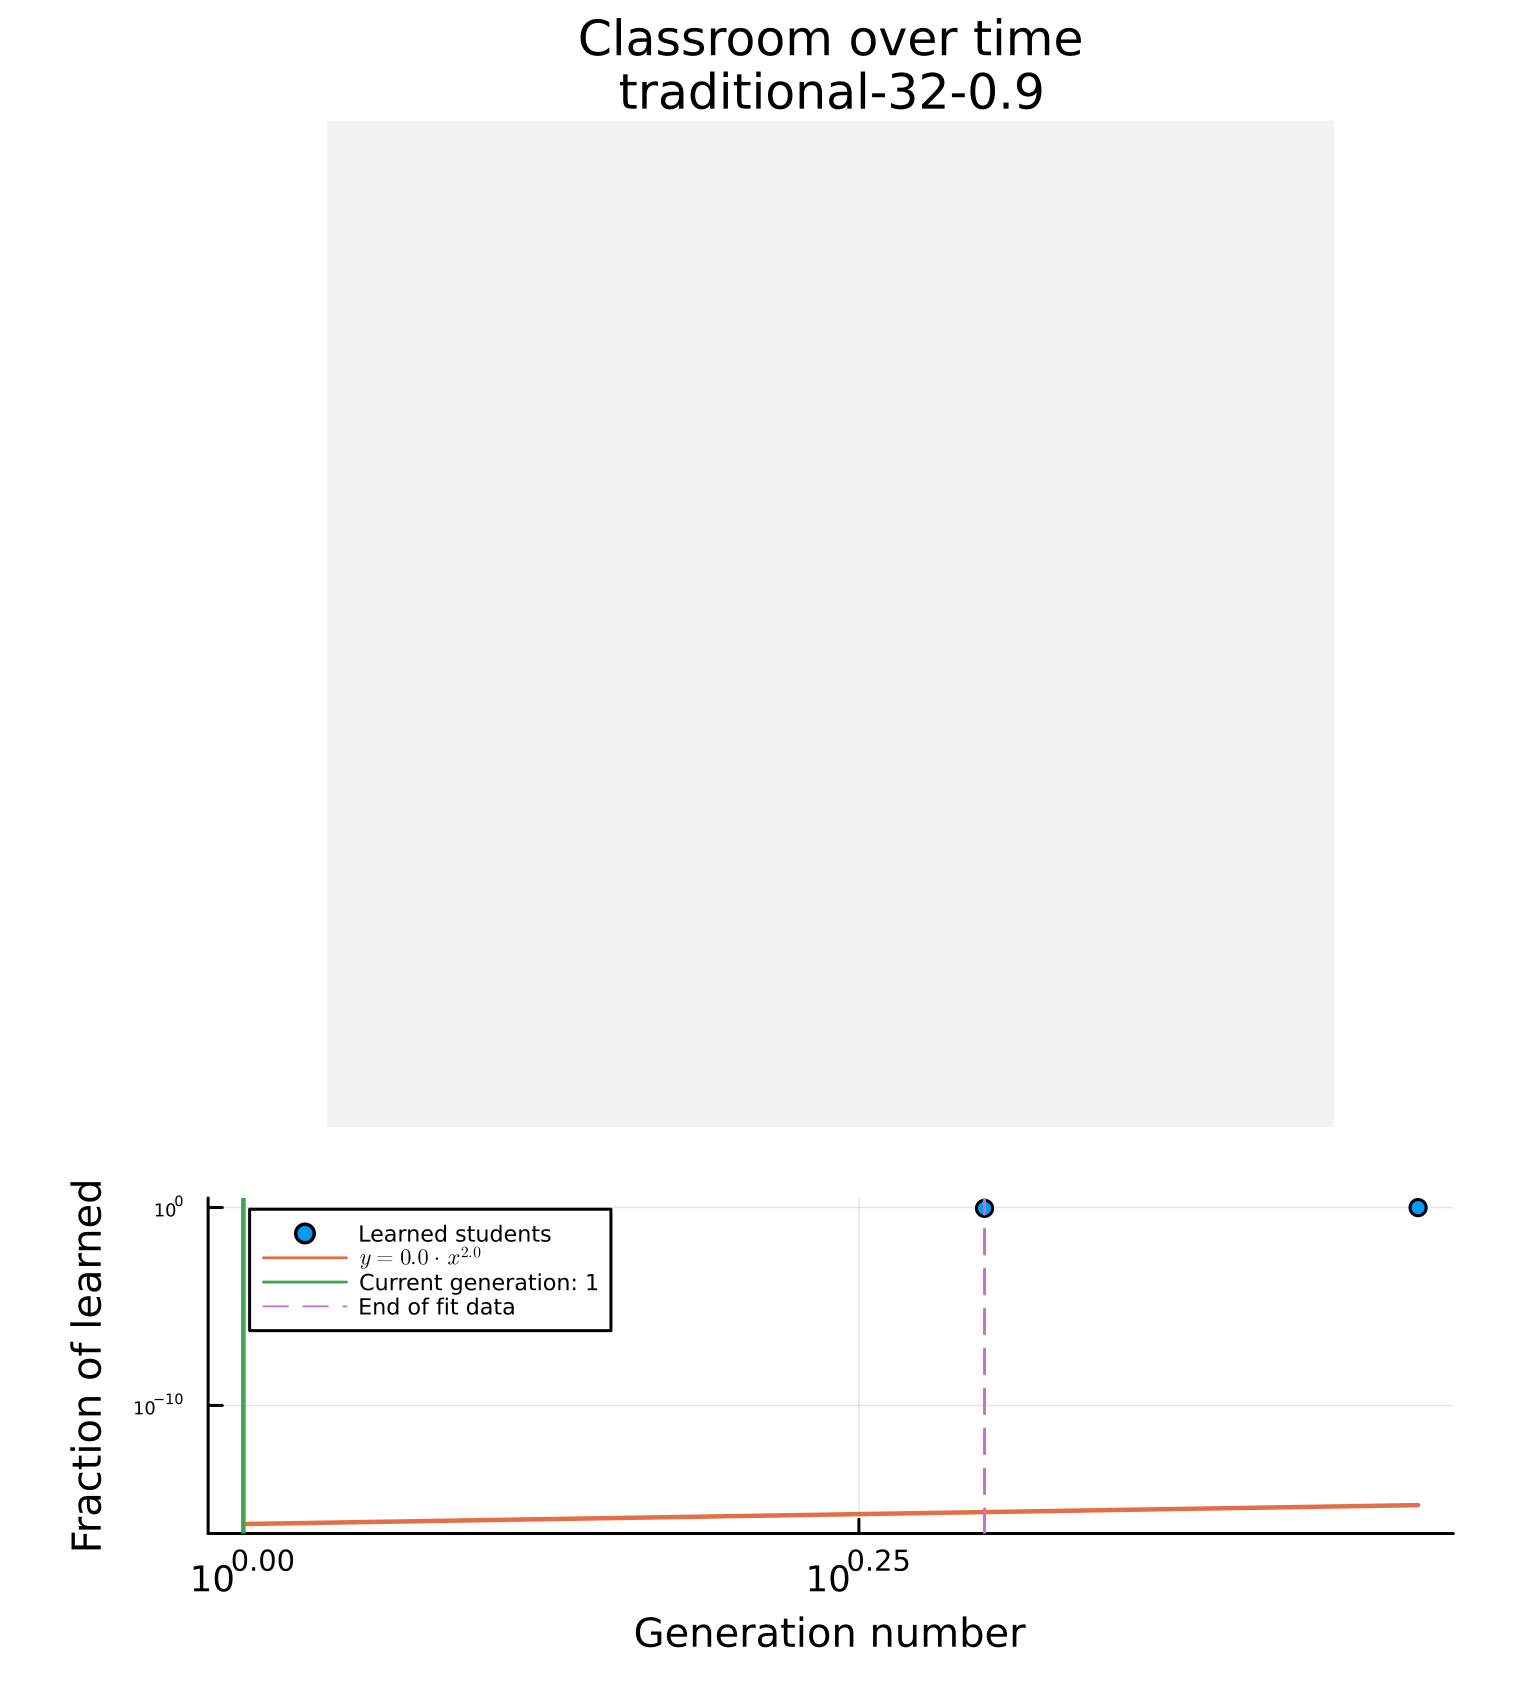 Classroom over time
traditional-32-0.9
Fraction of learned
10^0
10^−10
Learned students
y = 0.0 · x^2.0
Current generation: 1
End of fit data
10^0.00
10^0.25
Generation number